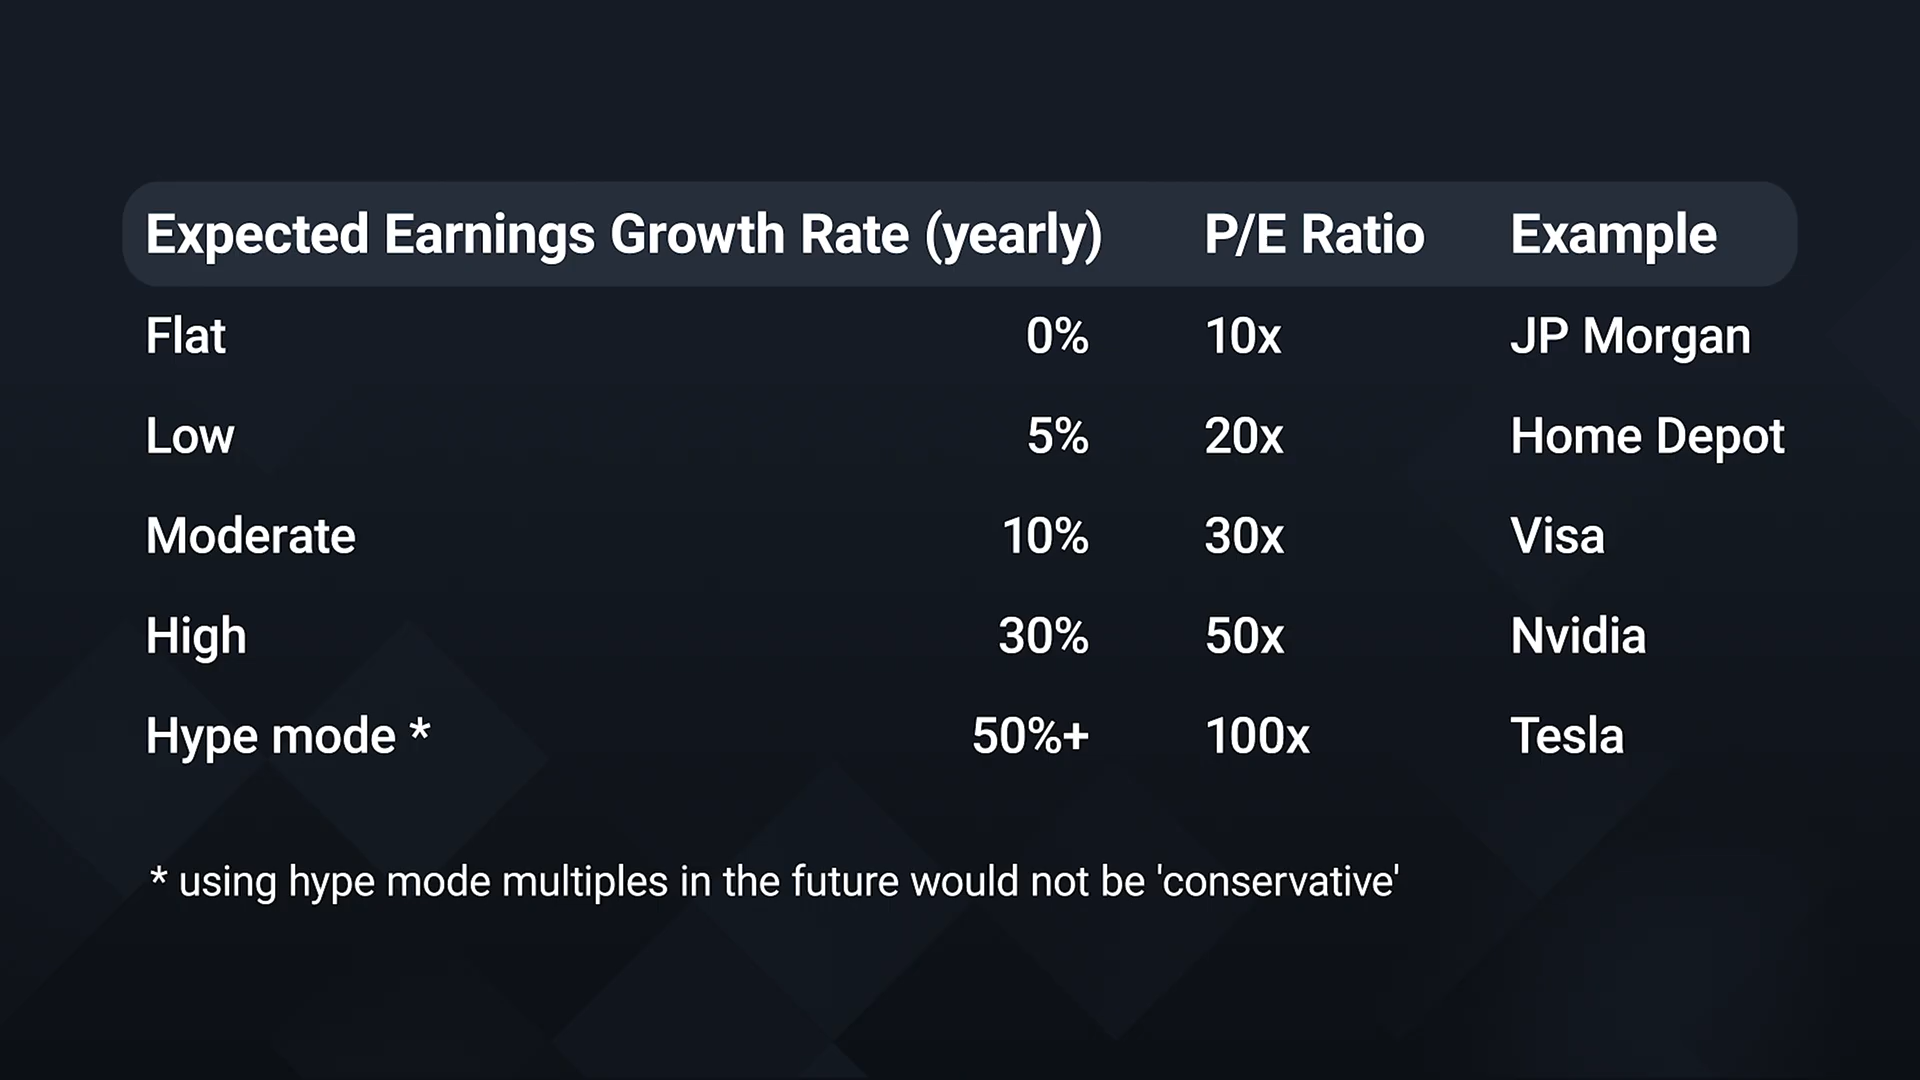 Expected Earnings Growth Rate (yearly) P/E Ratio Example
Flat 0% 10x JP Morgan
Low 5% 20x Home Depot
Moderate 10% 30x Visa
High 30% 50x Nvidia
Hype mode * 50%+ 100x Tesla
* using hype mode multiples in the future would not be 'conservative'